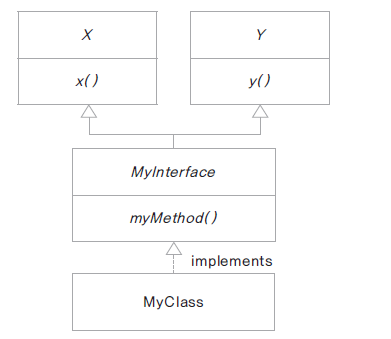 X
Y
x()
y()
MyInterface
myMethod()
implements
MyClass